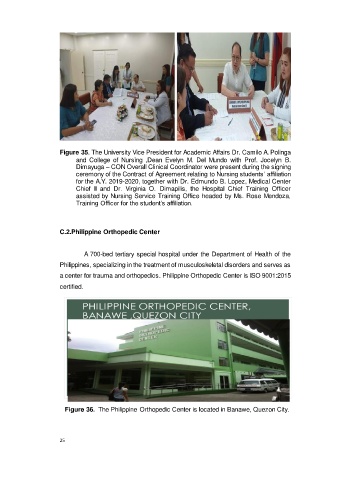 Figure 35. The University Vice President for Academic Affairs Dr. Camilo A. Polinga
and College of Nursing ,Dean Evelyn M. Del Mundo with Prof. Jocelyn B.
Dimayuga – CON Overall Clinical Coordinator were present during the signing
ceremony of the Contract of Agreement relating to Nursing students' affiliation
for the A.Y. 2019-2020. together with Dr. Edmundo B. Lopez, Medical Center
Chief II and Dr. Virginia O. Dimapilis, the Hospital Chief Training Officer
assisted by Nursing Service Training Office headed by Ms. Rose Mendoza,
Training Officer for the student's affiliation.
C.2.Philippine Orthopedic Center
A 700-bed tertiary special hospital under the Department of Health of the
Philippines, specializing in the treatment of musculoskeletal disorders and serves as
a center for trauma and orthopedics. Philippine Orthopedic Center is ISO 9001:2015
certified.
PHILIPPINE ORTHOPEDIC CENTER,
BANAWE ,QUEZON CITY
PHILIPPINE
ORTHOPEDIC
CENTER
Figure 36. The Philippine Orthopedic Center is located in Banawe, Quezon City.
25